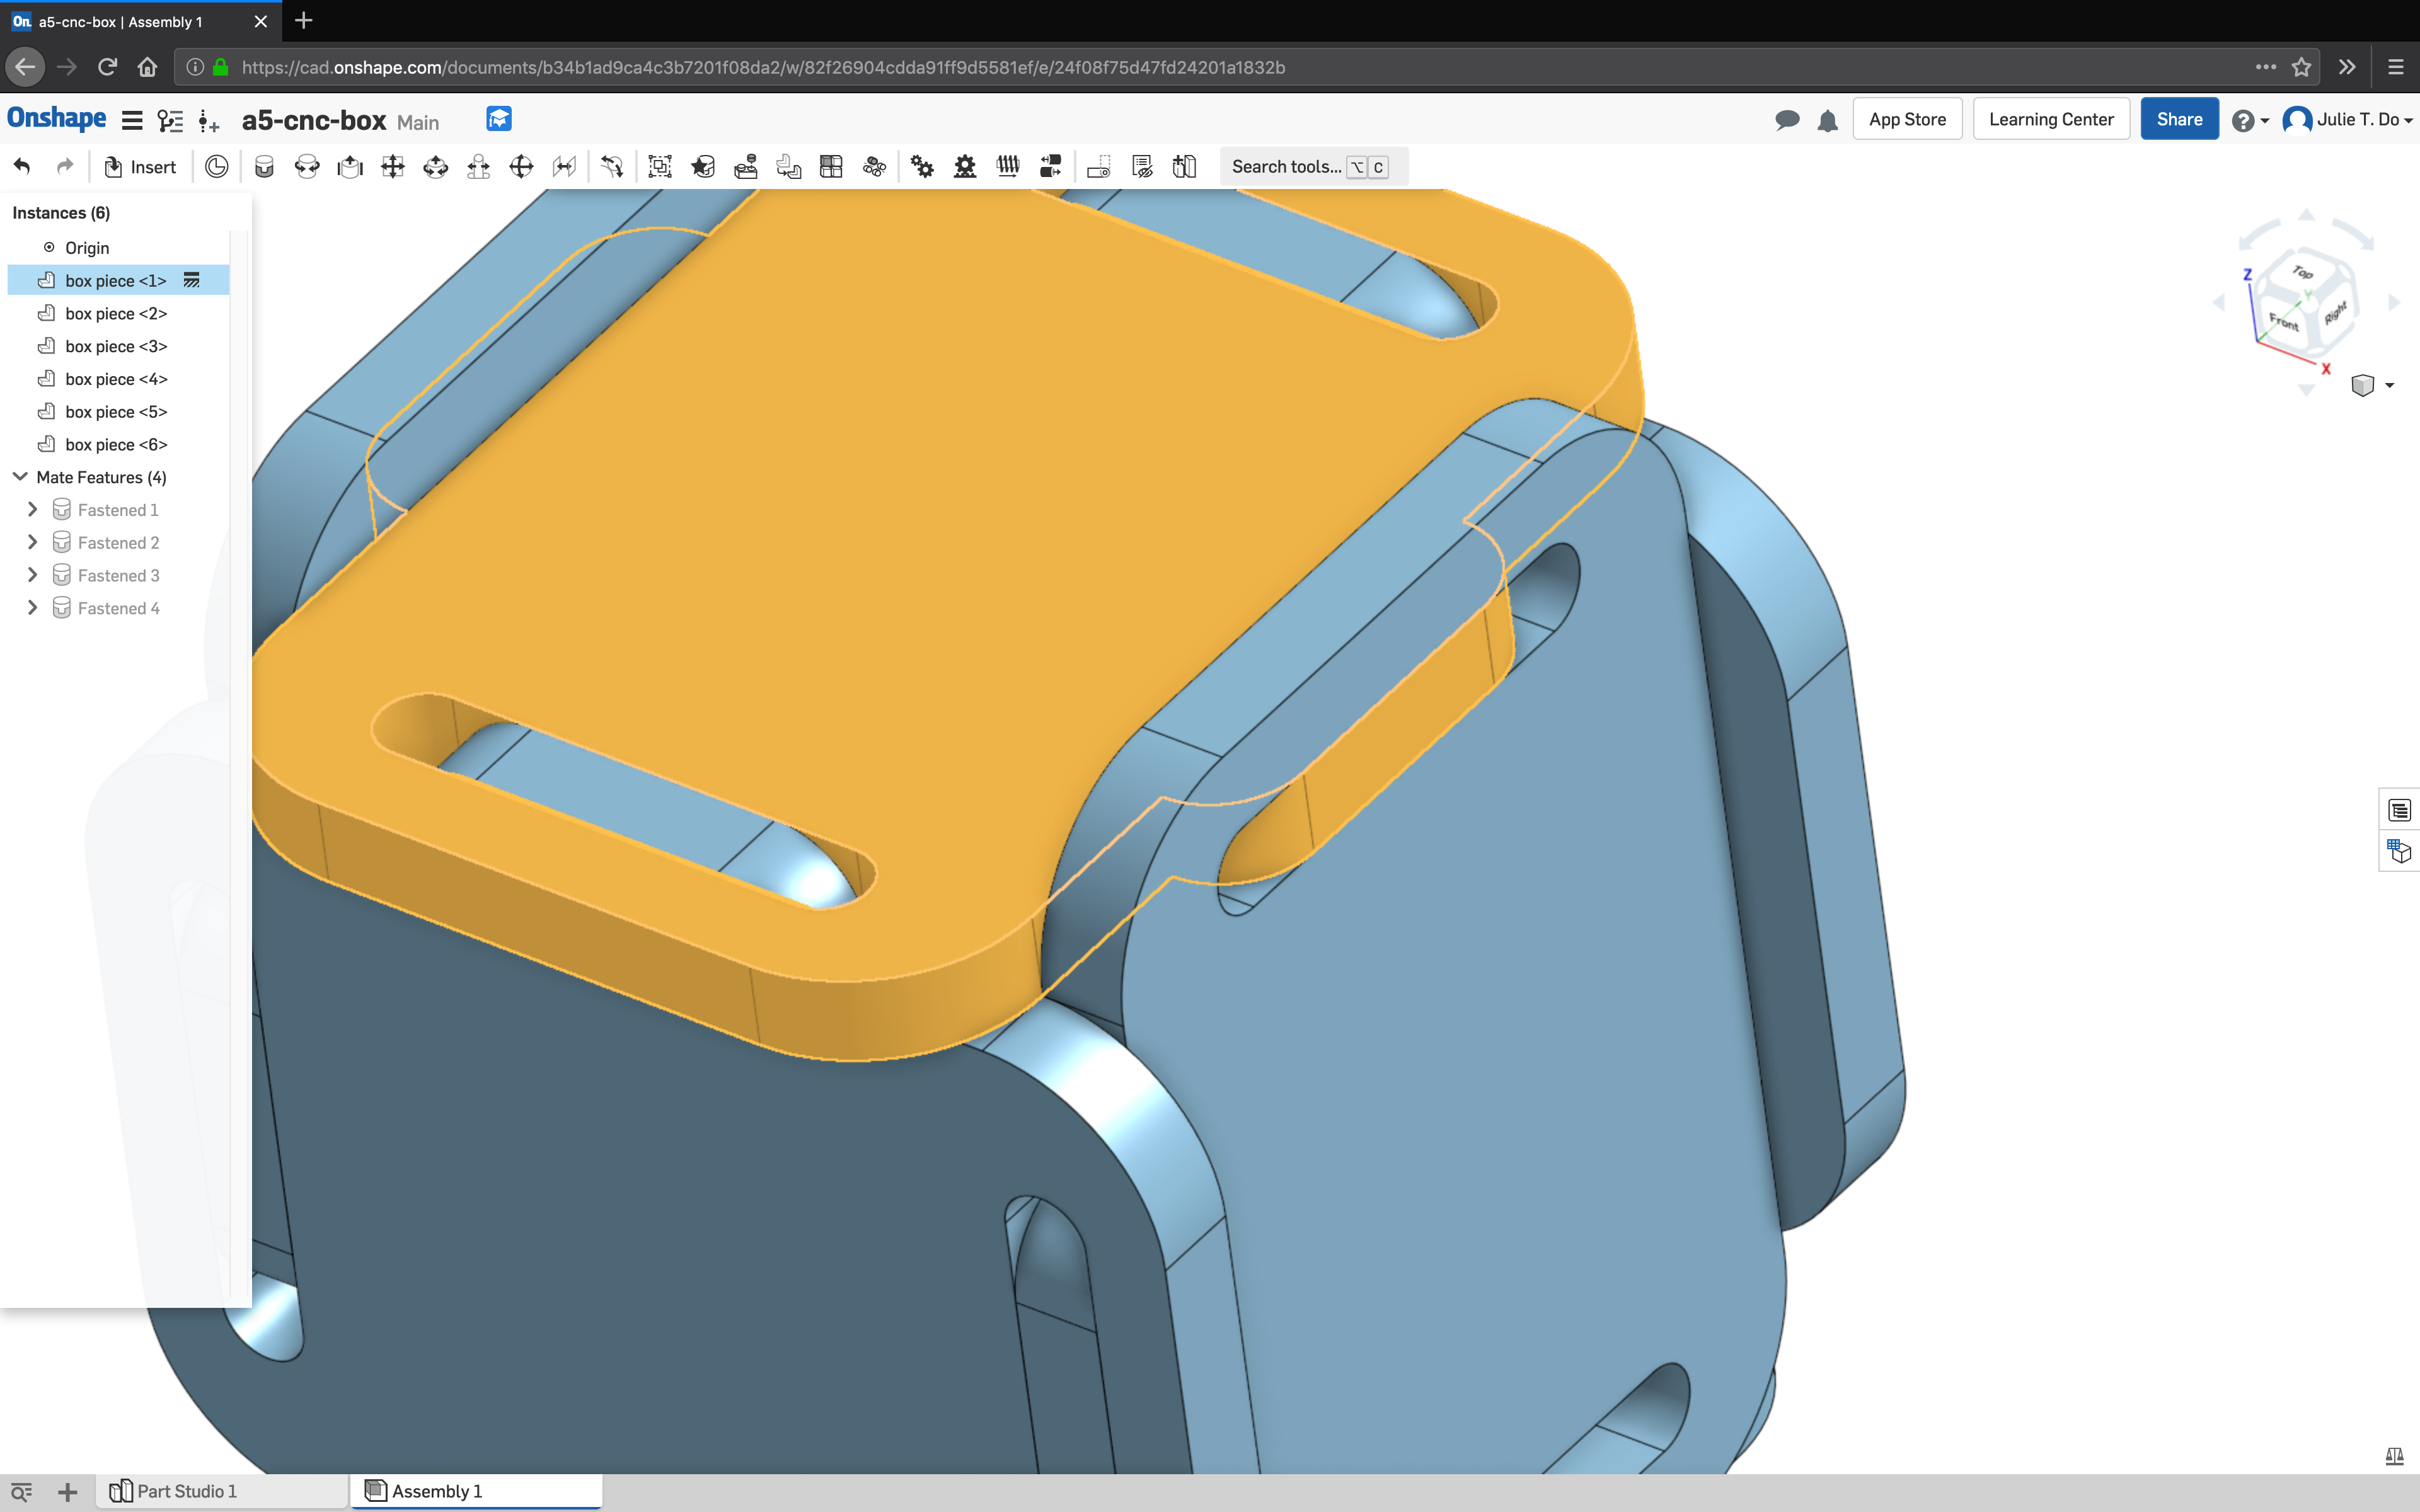 On. a5-cnc-box | Assembly 1
https://cad.onshape.com/documents/b34b1ad9ca4c3b7201f08da2/w/82f26904cdda91ff9d5581ef/e/24f08f75d47fd24201a1832b
Onshape a5-cnc-box Main App Store Learning Center Share Julie T. Do
Insert Search tools... ⌥ C
Instances (6)
Origin
box piece <1>
box piece <2>
box piece <3>
box piece <4>
box piece <5>
box piece <6>
Mate Features (4)
Fastened 1
Fastened 2
Fastened 3
Fastened 4
Z
Top
Y
Front
Right
X
Part Studio 1 Assembly 1